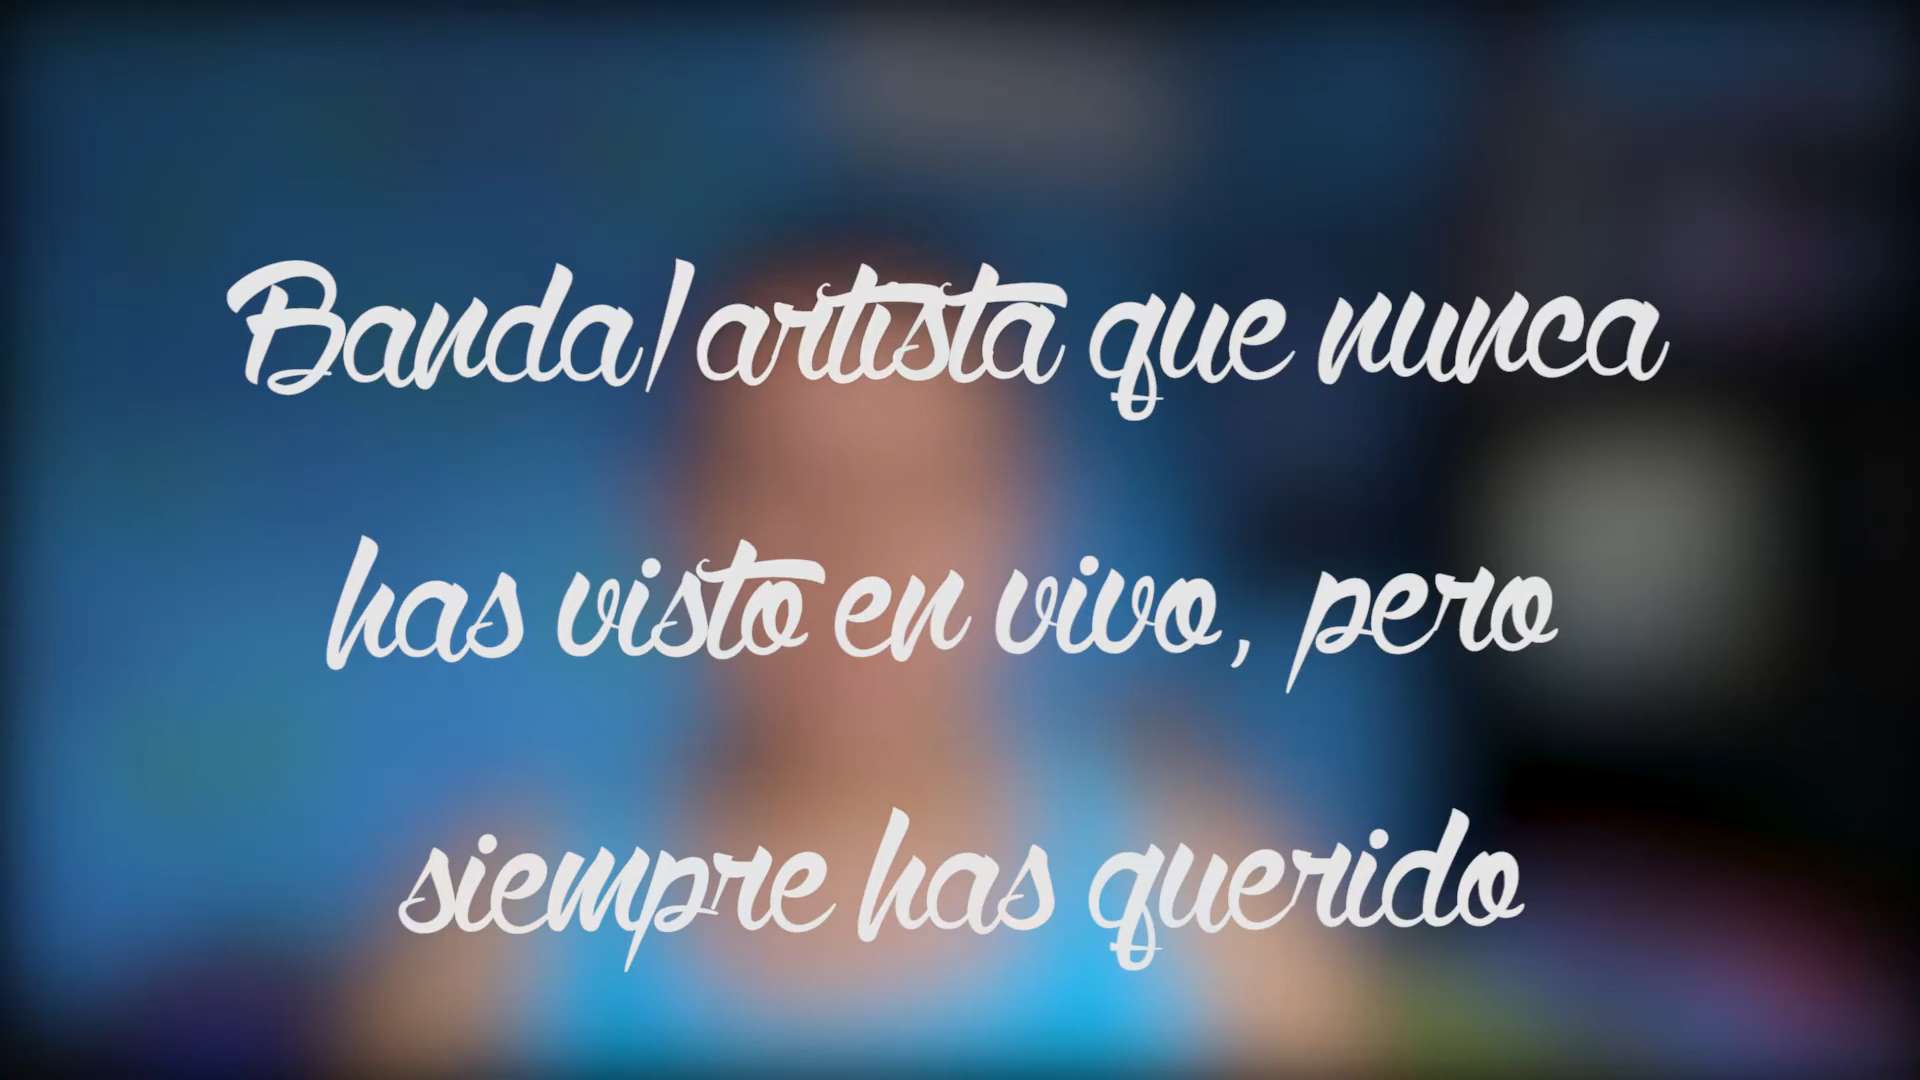 Banda/artista que nunca
has visto en vivo, pero
siempre has querido